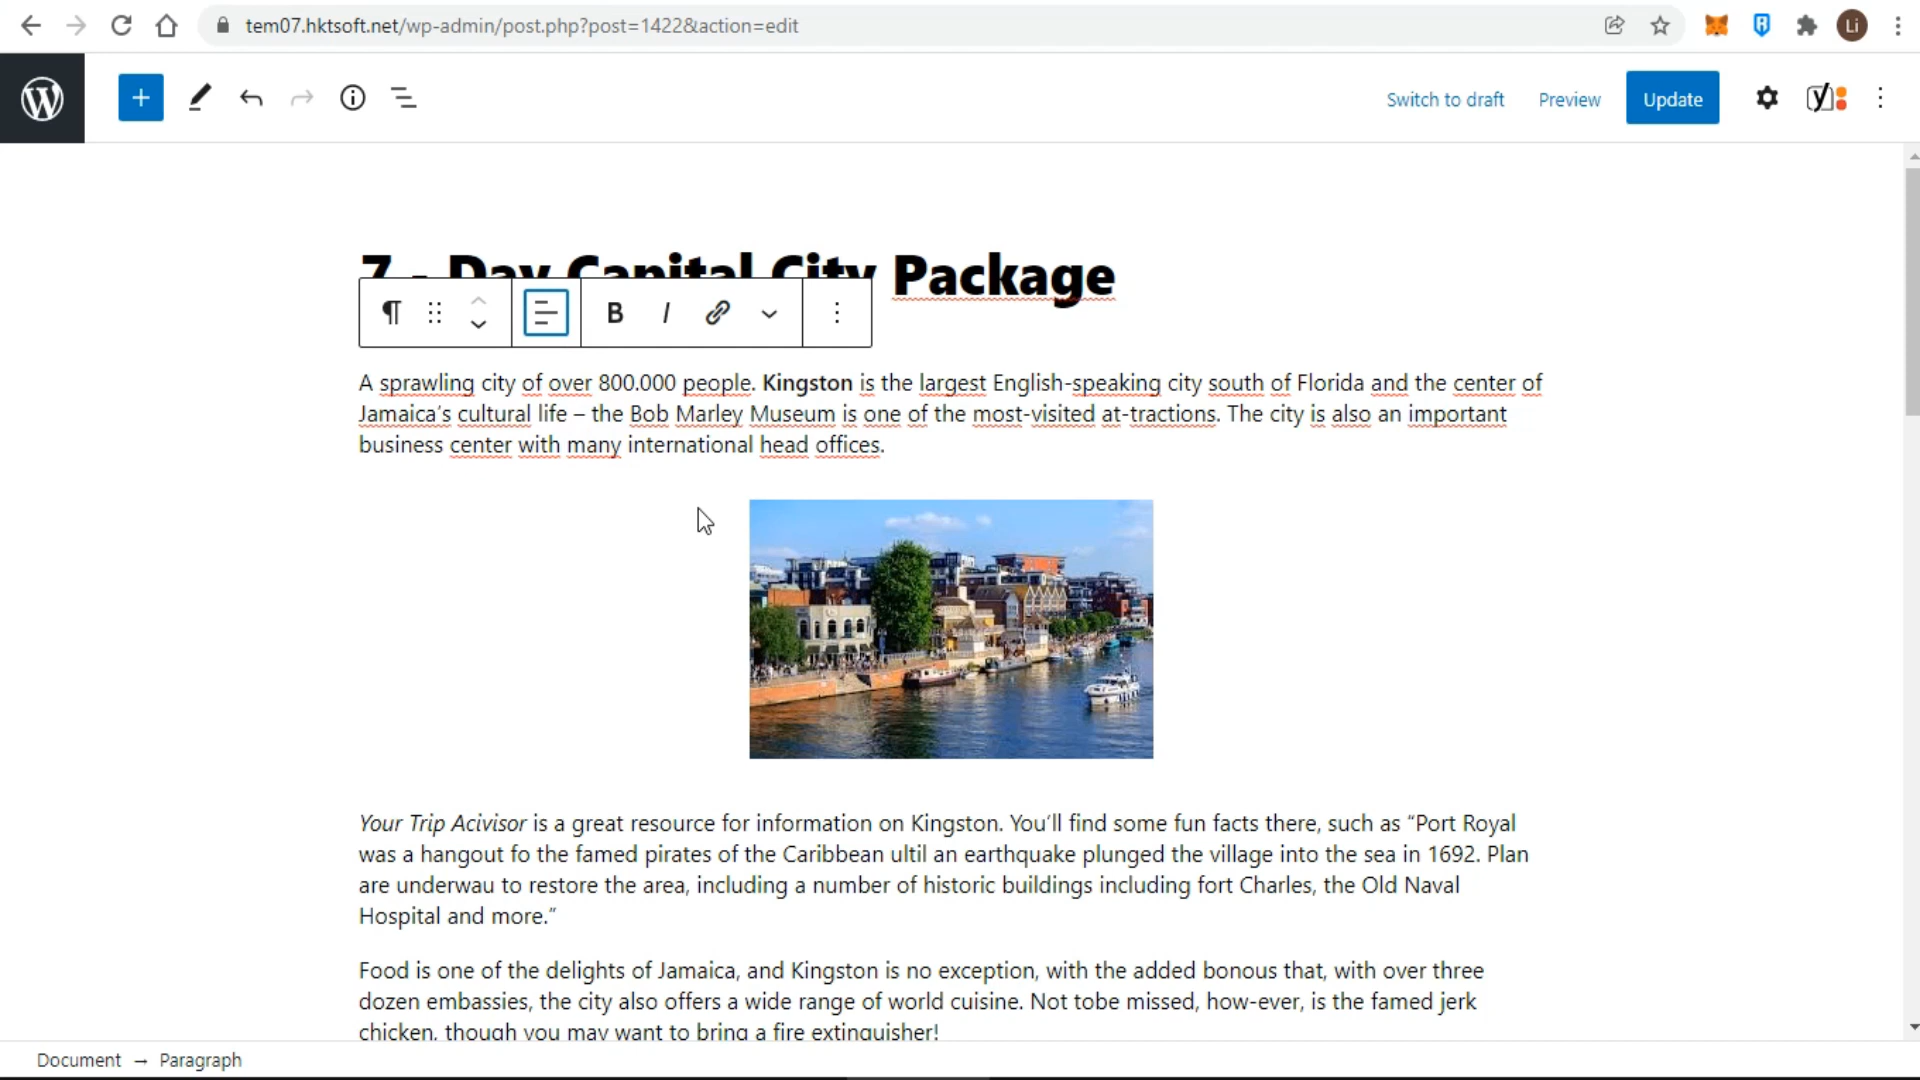 tem07.hktsoft.net/wp-admin/post.php?post=1422&action=edit
Li
Switch to draft
Preview
Update
7 - Day Capital City Package
B I
A sprawling city of over 800.000 people. Kingston is the largest English-speaking city south of Florida and the center of
Jamaica’s cultural life – the Bob Marley Museum is one of the most-visited at-tractions. The city is also an important
business center with many international head offices.
Your Trip Acivisor is a great resource for information on Kingston. You’ll find some fun facts there, such as “Port Royal
was a hangout fo the famed pirates of the Caribbean ultil an earthquake plunged the village into the sea in 1692. Plan
are underwau to restore the area, including a number of historic buildings including fort Charles, the Old Naval
Hospital and more.”
Food is one of the delights of Jamaica, and Kingston is no exception, with the added bonous that, with over three
dozen embassies, the city also offers a wide range of world cuisine. Not tobe missed, how-ever, is the famed jerk
chicken, though you may want to bring a fire extinguisher!
Document → Paragraph